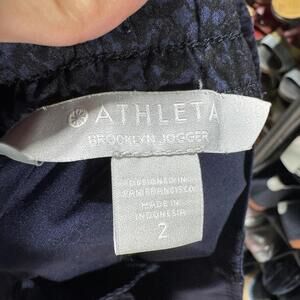 ATHLETA
BROOKLYN JOGGER
DESIGNED IN
SAN FRANCISCO
MADE IN
INDONESIA
2